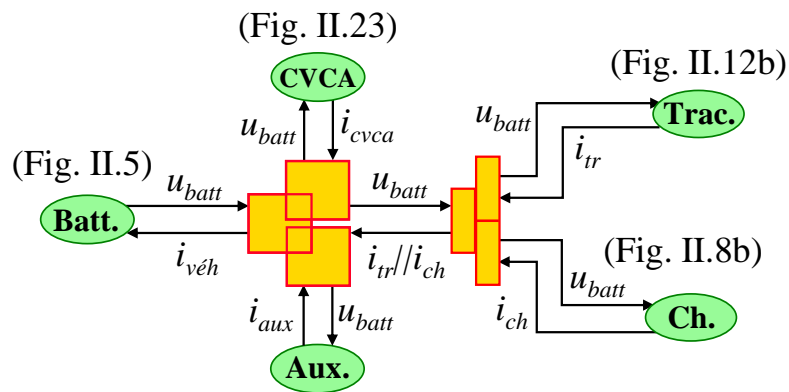 (Fig. II.23)
CVCA
(Fig. II.12b)
Trac.
u_batt
i_cvca
u_batt
i_tr
(Fig. II.5)
Batt.
u_batt
u_batt
i_véh
i_tr//i_ch
(Fig. II.8b)
u_batt
i_aux
u_batt
i_ch
Ch.
Aux.